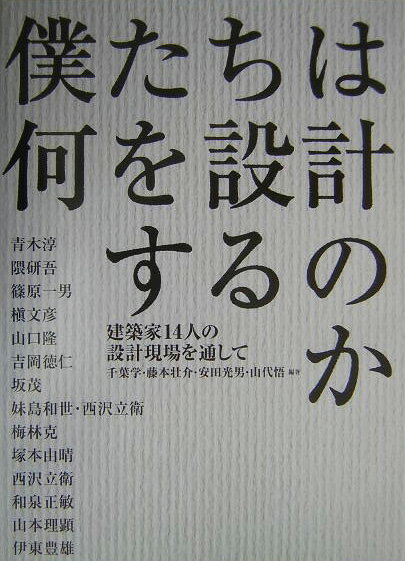 僕たちは
何を設計
するの
か
建築家14人の
設計現場を通して
千葉学・藤本壮介・安田光男・山代悟 編著
青木淳
隈研吾
篠原一男
槇文彦
山口隆
吉岡徳仁
坂茂
妹島和世・西沢立衛
梅林克
塚本由晴
西沢立衛
和泉正敏
山本理顕
伊東豊雄